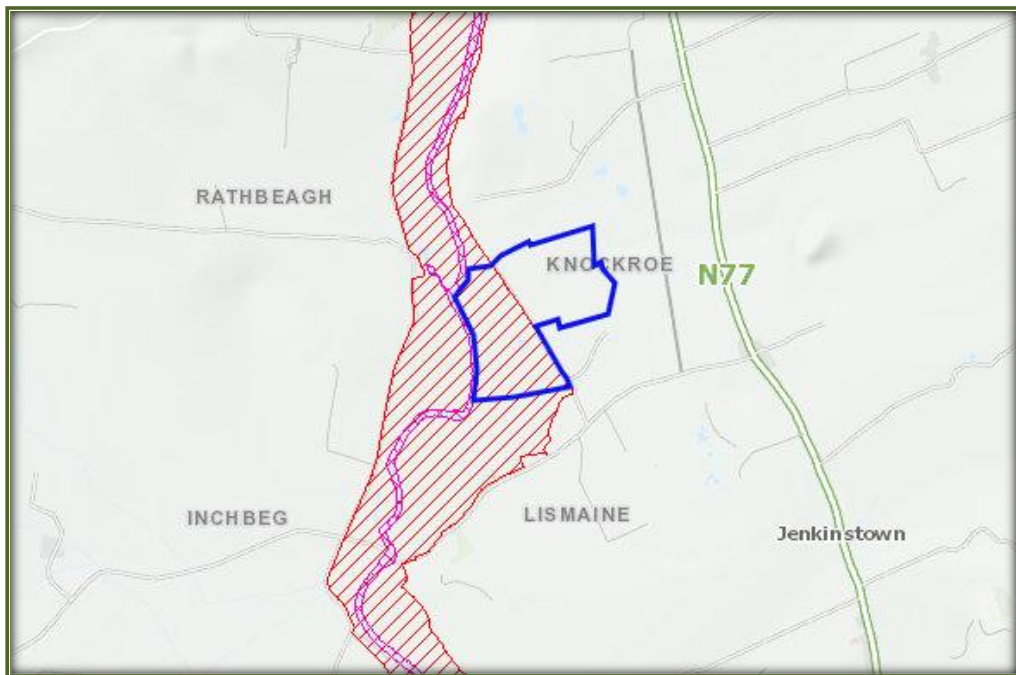 RATHBEAGH
KNOCKROE
N77
INCHBEG
LISMAINE
Jenkinstown